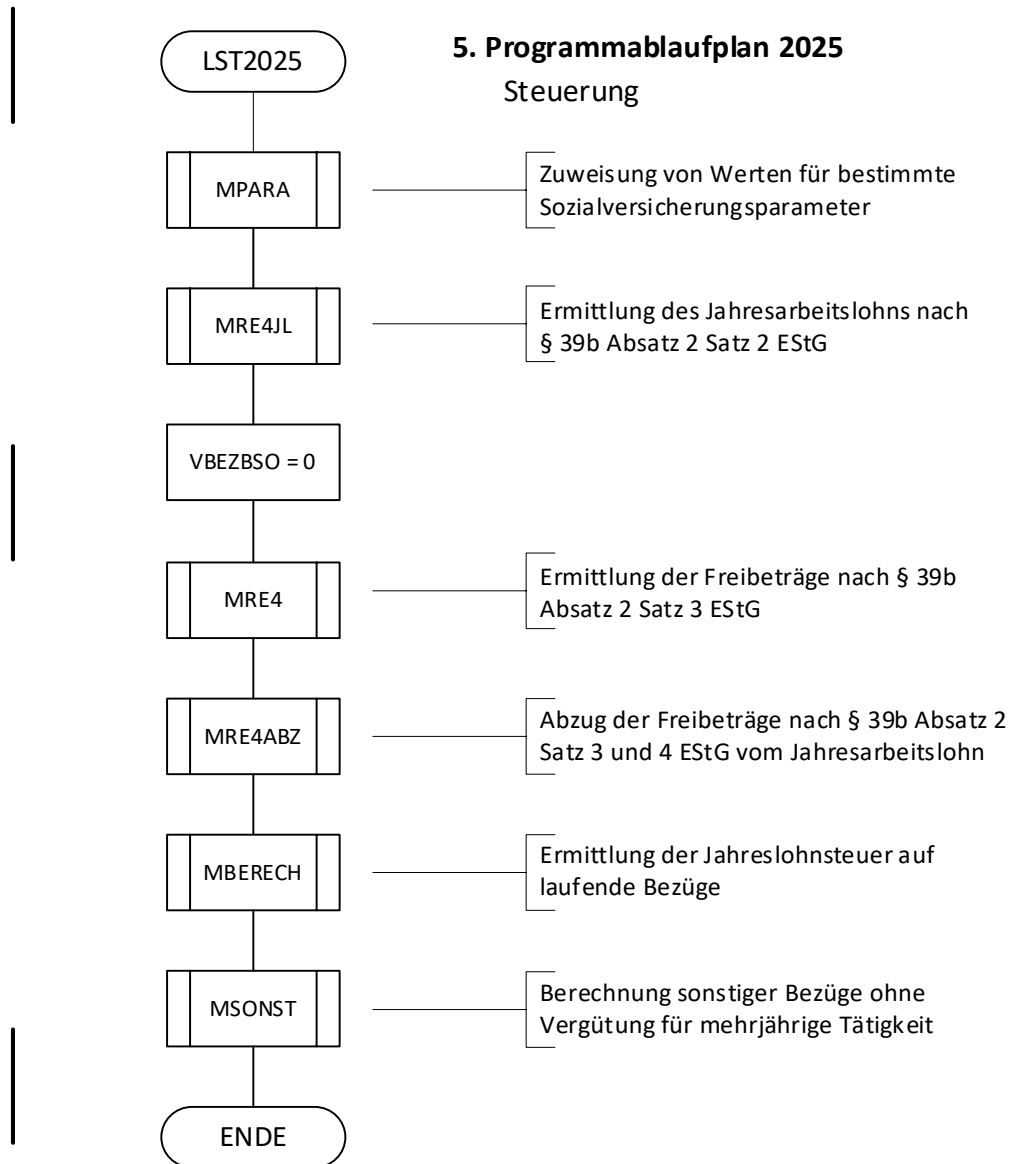 5. Programmablaufplan 2025
Steuerung
LST2025
MPARA
Zuweisung von Werten für bestimmte
Sozialversicherungsparameter
MRE4JL
Ermittlung des Jahresarbeitslohns nach
§ 39b Absatz 2 Satz 2 EStG
VBEZBSO = 0
MRE4
Ermittlung der Freibeträge nach § 39b
Absatz 2 Satz 3 EStG
MRE4ABZ
Abzug der Freibeträge nach § 39b Absatz 2
Satz 3 und 4 EStG vom Jahresarbeitslohn
MBERECH
Ermittlung der Jahreslohnsteuer auf
laufende Bezüge
MSONST
Berechnung sonstiger Bezüge ohne
Vergütung für mehrjährige Tätigkeit
ENDE